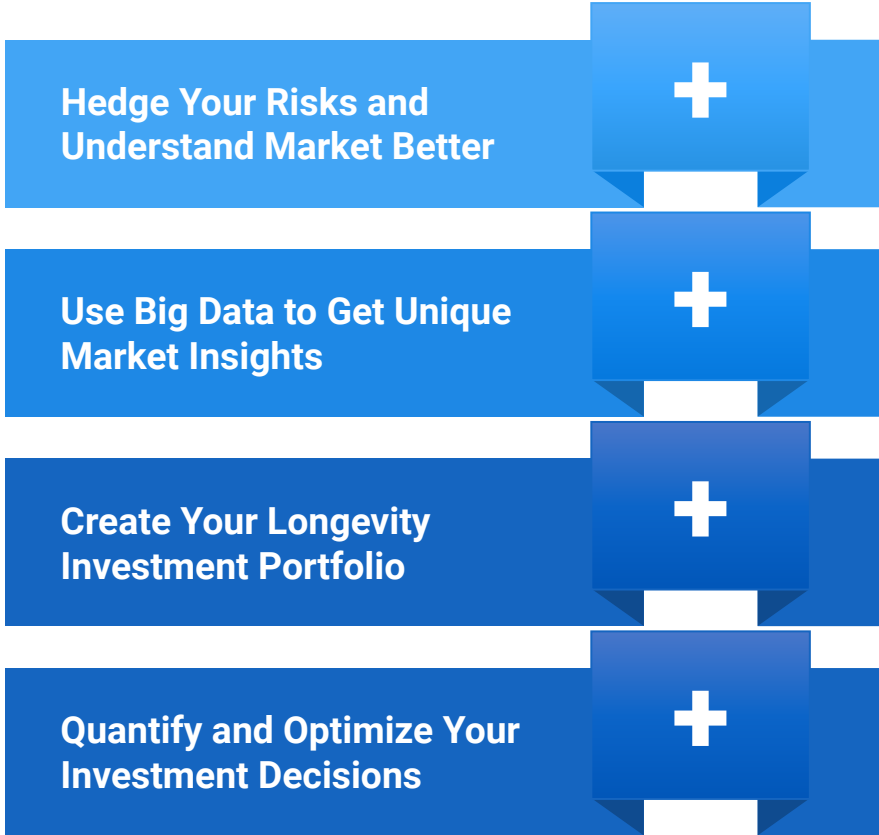 Hedge Your Risks and
Understand Market Better
Use Big Data to Get Unique
Market Insights
Create Your Longevity
Investment Portfolio
Quantify and Optimize Your
Investment Decisions